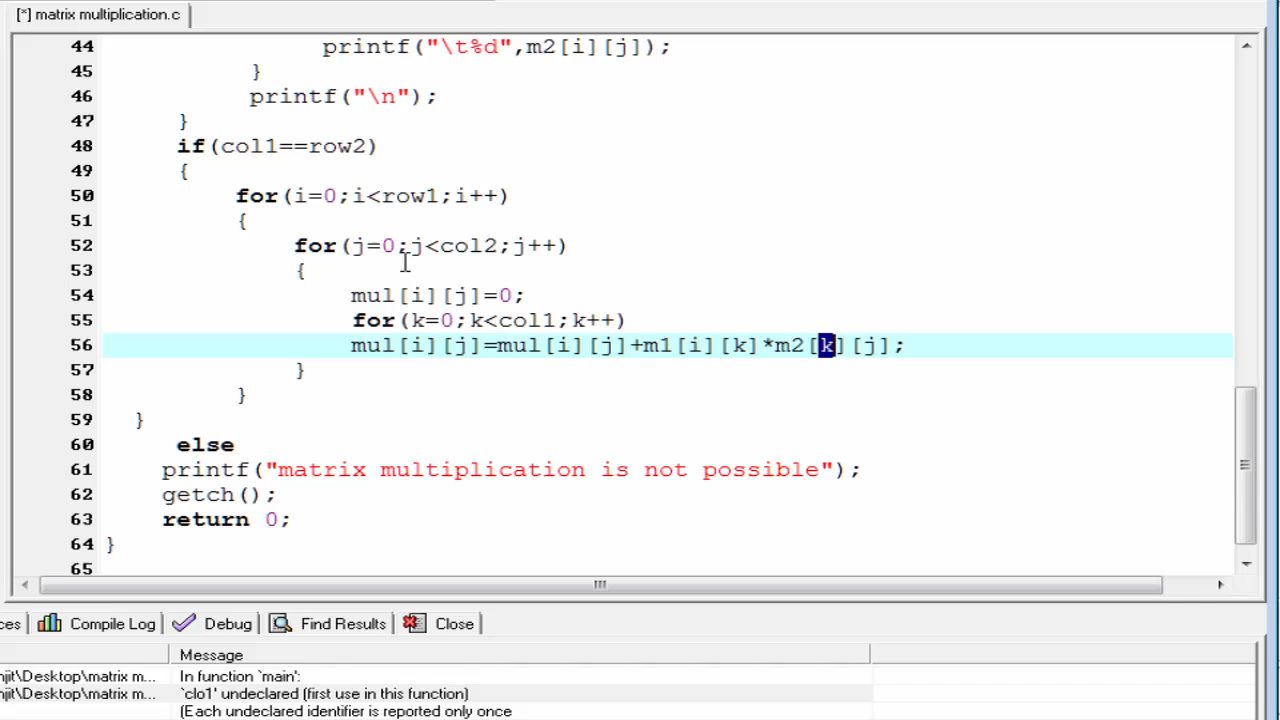 [*] matrix multiplication.c
44 printf("\t%d",m2[i][j]);
45 }
46 printf("\n");
47 }
48 if(col1==row2)
49 {
50 for(i=0;i<row1;i++)
51 {
52 for(j=0;j<col2;j++)
53 {
54 mul[i][j]=0;
55 for(k=0;k<col1;k++)
56 mul[i][j]=mul[i][j]+m1[i][k]*m2[k][j];
57 }
58 }
59 }
60 else
61 printf("matrix multiplication is not possible");
62 getch();
63 return 0;
64 }
65
ces Compile Log Debug Find Results Close
Message
njit\Desktop\matrix m... In function `main':
njit\Desktop\matrix m... `clo1' undeclared (first use in this function)
(Each undeclared identifier is reported only once